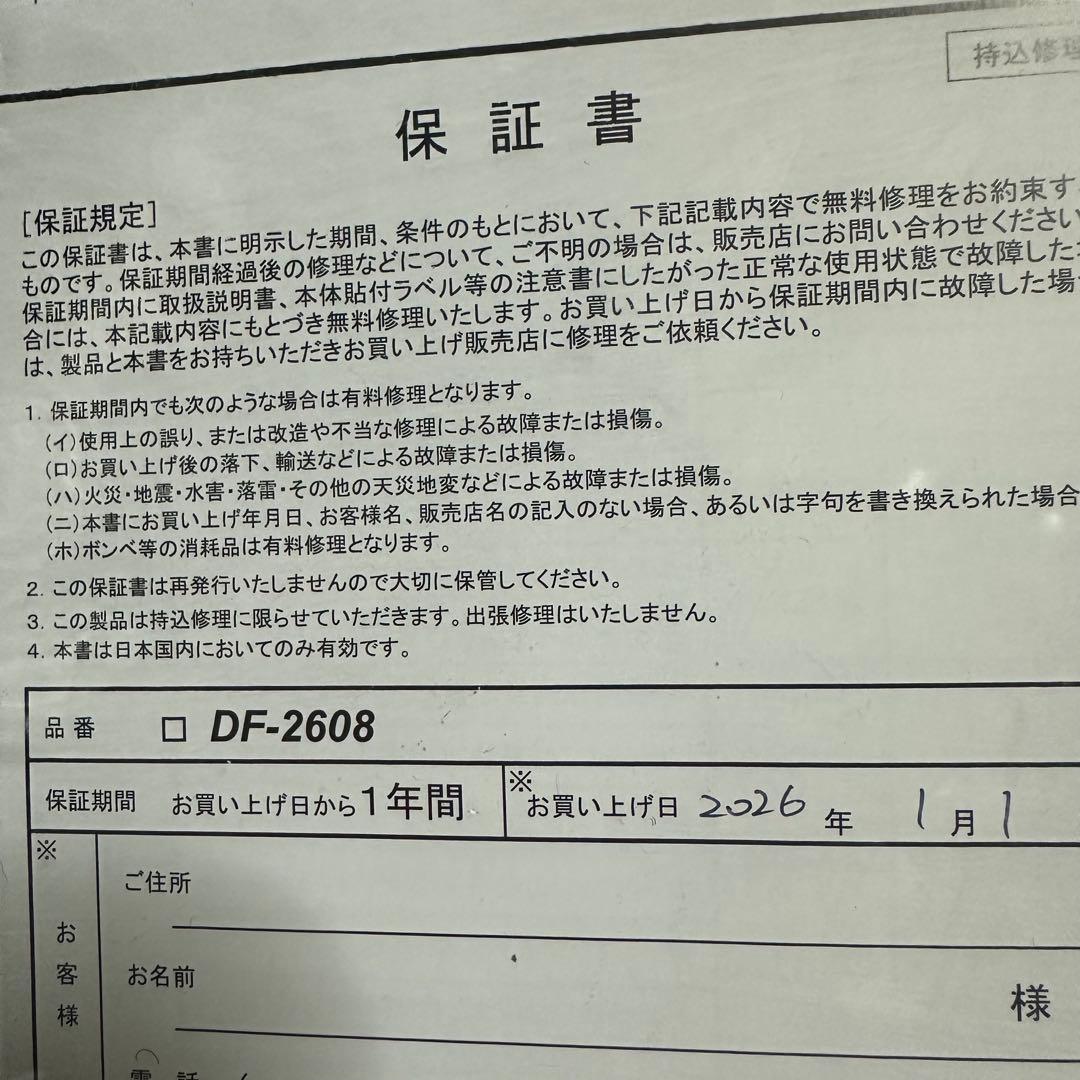 持込修理
保証書
[保証規定]
この保証書は、本書に明示した期間、条件のもとにおいて、下記記載内容で無料修理をお約束す
ものです。保証期間経過後の修理などについて、ご不明の場合は、販売店にお問い合わせください
保証期間内に取扱説明書、本体貼付ラベル等の注意書にしたがった正常な使用状態で故障した
合には、本記載内容にもとづき無料修理いたします。お買い上げ日から保証期間内に故障した場
は、製品と本書をお持ちいただきお買い上げ販売店に修理をご依頼ください。
1. 保証期間内でも次のような場合は有料修理となります。
(イ)使用上の誤り、または改造や不当な修理による故障または損傷。
(ロ)お買い上げ後の落下、輸送などによる故障または損傷。
(ハ)火災・地震・水害・落雷・その他の天災地変などによる故障または損傷。
(ニ)本書にお買い上げ年月日、お客様名、販売店名の記入のない場合、あるいは字句を書き換えられた場合
(ホ)ボンベ等の消耗品は有料修理となります。
2. この保証書は再発行いたしませんので大切に保管してください。
3. この製品は持込修理に限らせていただきます。出張修理はいたしません。
4. 本書は日本国内においてのみ有効です。
品番 □ DF-2608
保証期間 お買い上げ日から1年間 ※お買い上げ日 2026年 1月1
※
お客様
ご住所
お名前 様
電話 (